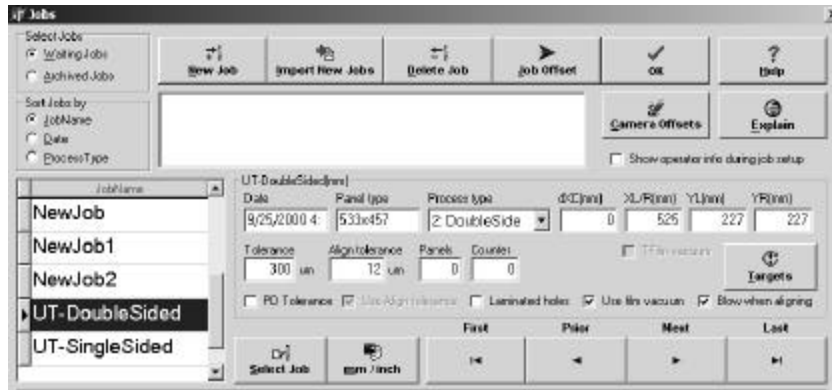 Jobs
Select Jobs
Waiting Jobs
Archived Jobs
New Job
Import New Jobs
Delete Job
Job Offset
OK
Help
Sort Jobs by
JobName
Date
ProcessType
Camera Offsets
Explain
Show operator info during job setup
JobName
NewJob
NewJob1
NewJob2
UT-DoubleSided
UT-SingleSided
UT-DoubleSided[mm]
Date Panel type Process type dX/2[mm] XL/R[mm] YL[mm] YR[mm]
9/25/2000 4: 533x457 2: DoubleSide 0 525 227 227
Tolerance Align tolerance Panels Counter
300 um 12 um 0 0
Targets
PD Tolerance Use Align tolerance Laminated holes Use film vacuum Blow when aligning
First Prior Next Last
Select Job mm / inch